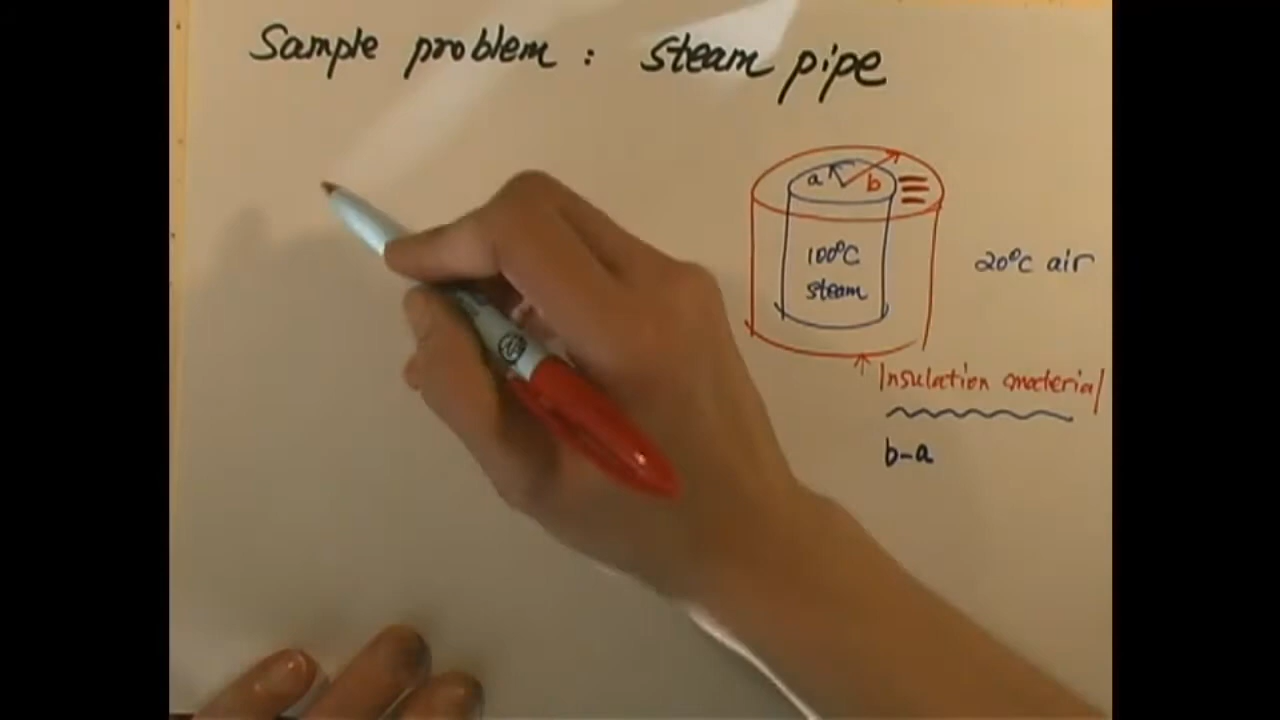 Sample problem : steam pipe
a b
100°C
steam
20°C air
Insulation material
b-a